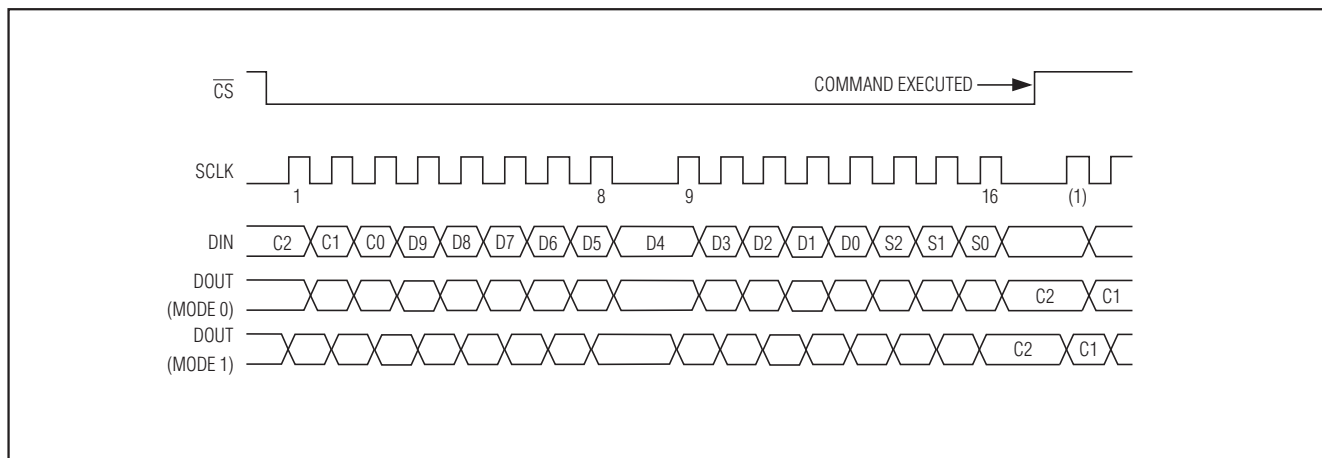 CS
COMMAND EXECUTED
SCLK
1
8
9
16
(1)
DIN
C2 C1 C0 D9 D8 D7 D6 D5 D4 D3 D2 D1 D0 S2 S1 S0
DOUT
(MODE 0)
C2 C1
DOUT
(MODE 1)
C2 C1